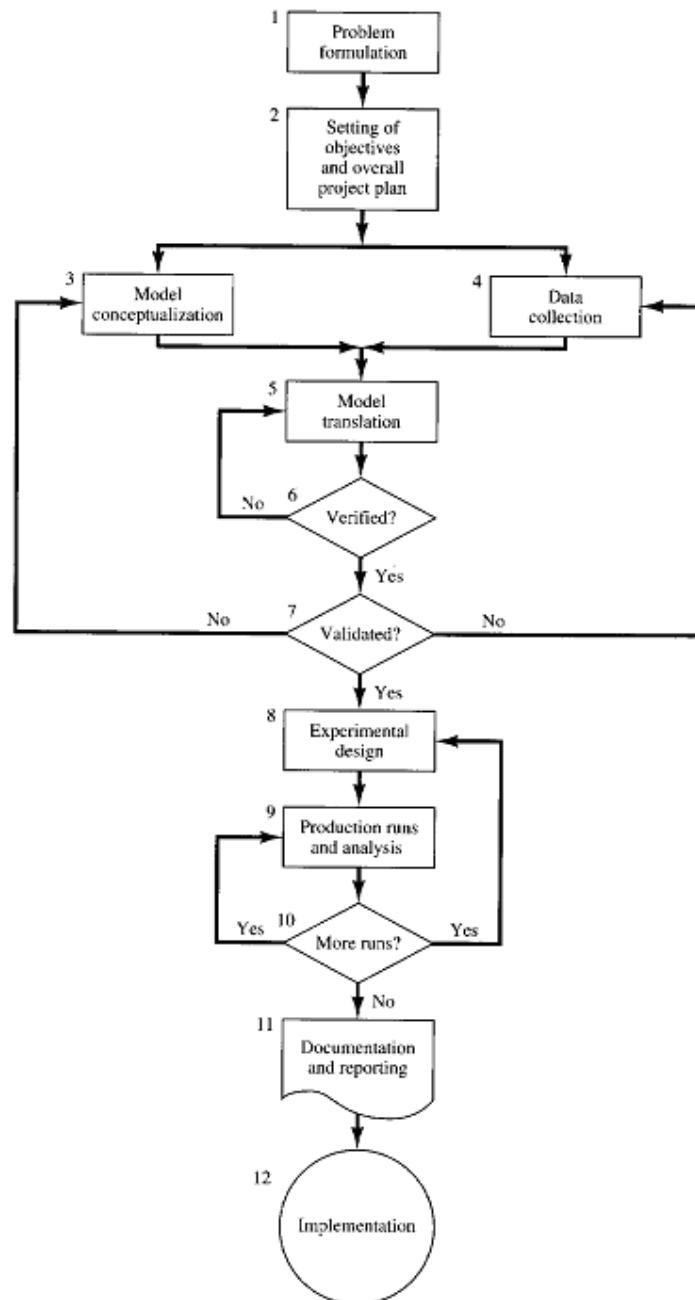 1
Problem
formulation
2
Setting of
objectives
and overall
project plan
3
Model
conceptualization
4
Data
collection
5
Model
translation
6
No
Verified?
Yes
7
No
Validated?
No
Yes
8
Experimental
design
9
Production runs
and analysis
10
Yes
More runs?
Yes
No
11
Documentation
and reporting
12
Implementation